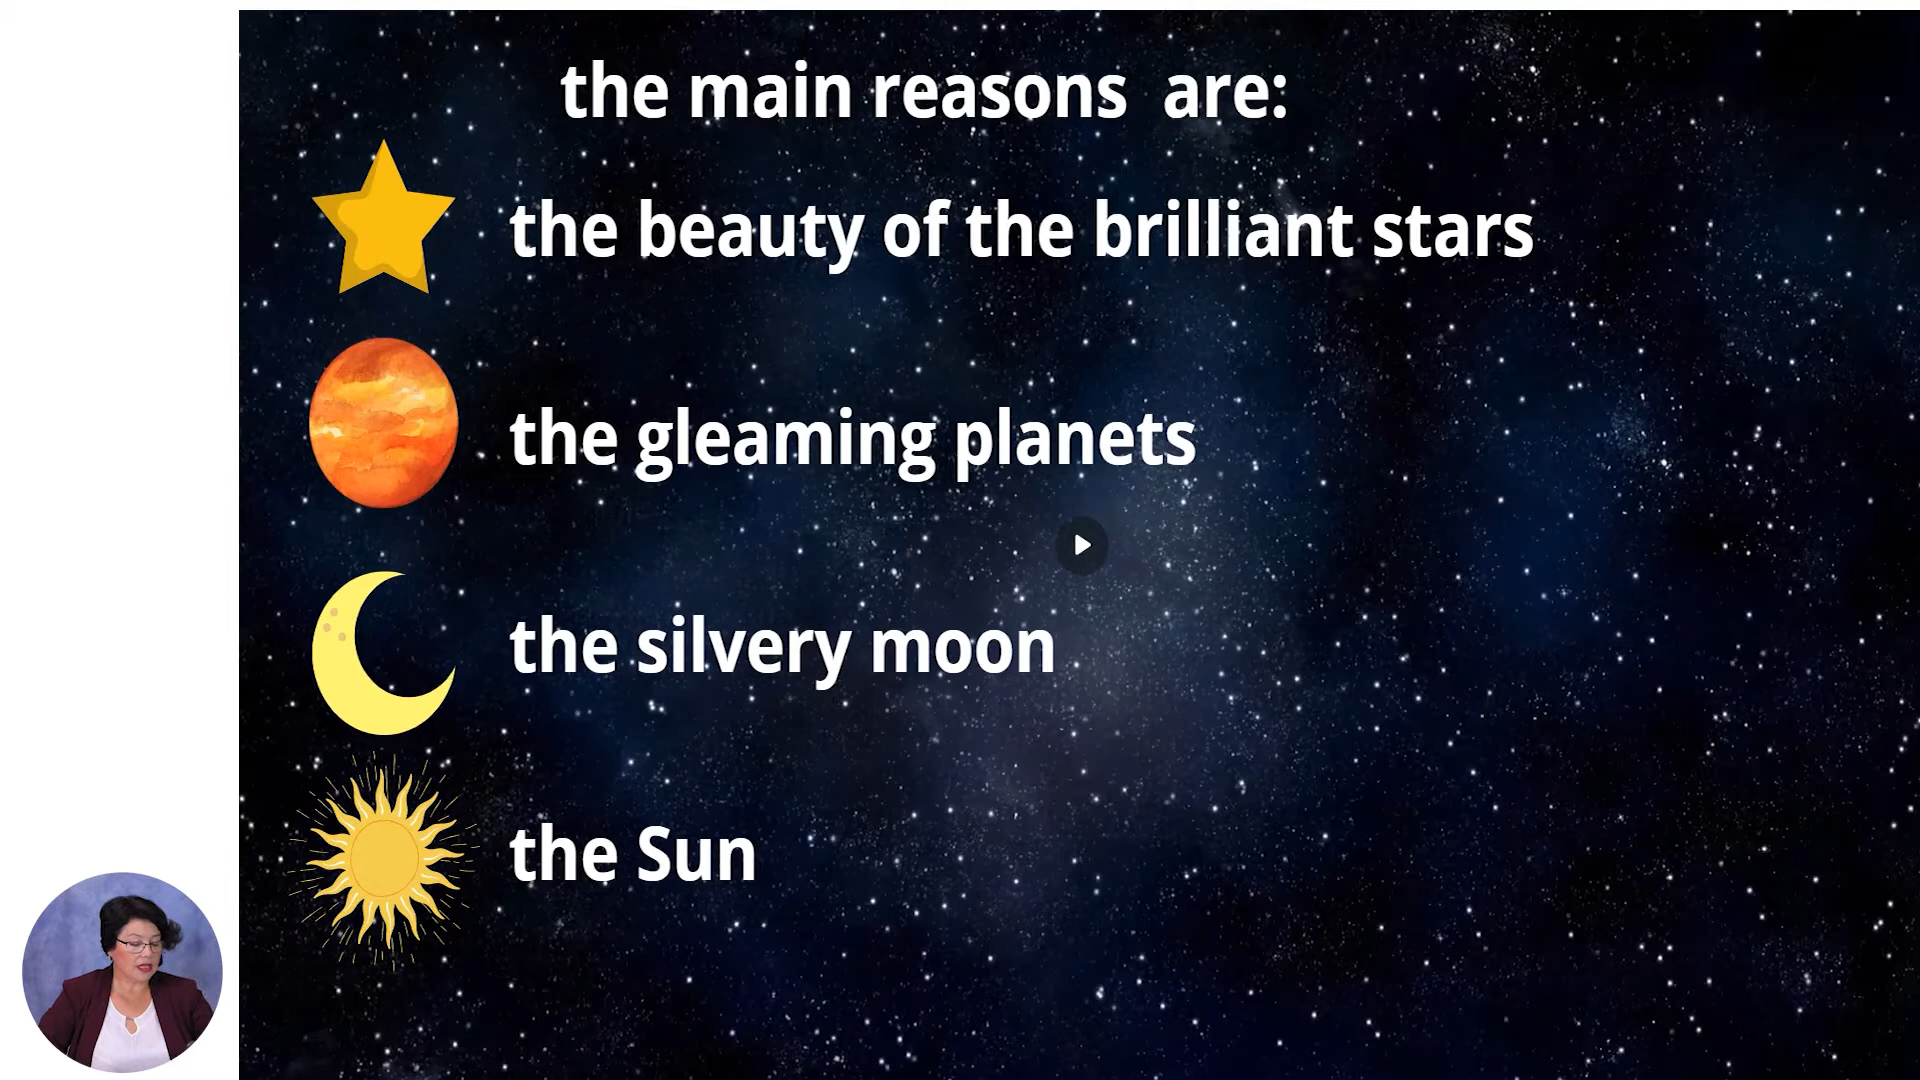 the main reasons  are:
the beauty of the brilliant stars
the gleaming planets
the silvery moon
the Sun